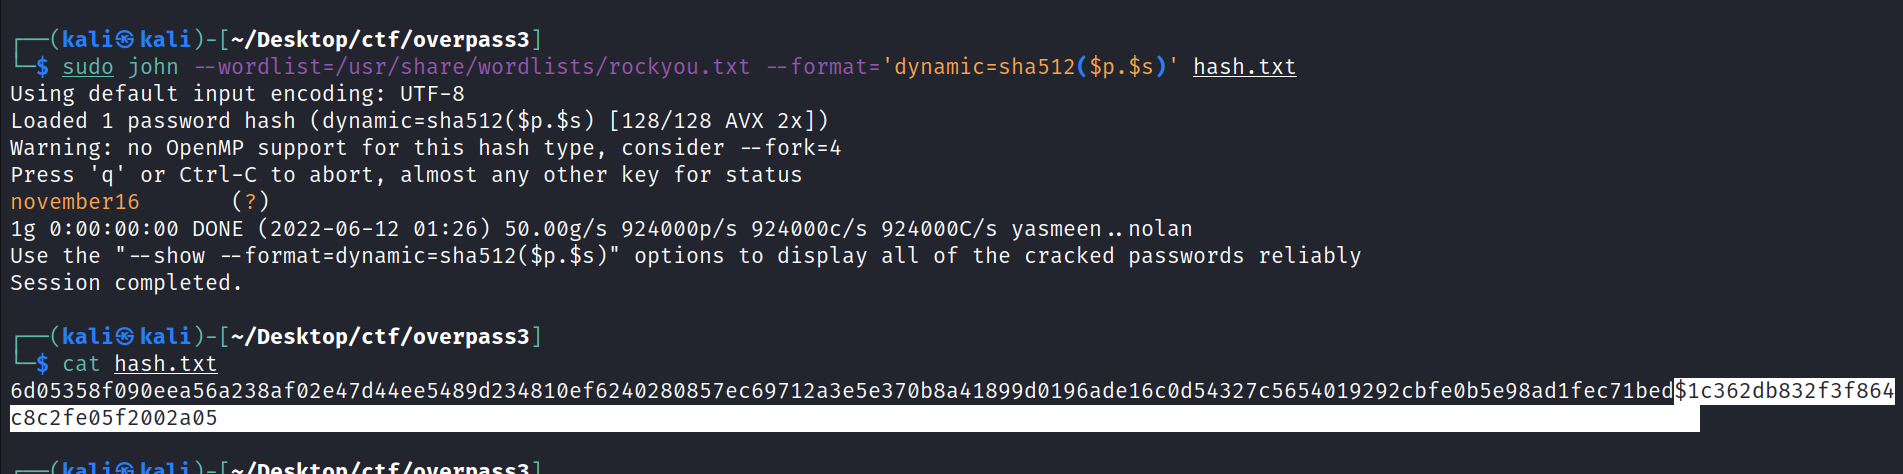 ┌──(kali㉿kali)-[~/Desktop/ctf/overpass3]
└─$ sudo john --wordlist=/usr/share/wordlists/rockyou.txt --format='dynamic=sha512($p.$s)' hash.txt
Using default input encoding: UTF-8
Loaded 1 password hash (dynamic=sha512($p.$s) [128/128 AVX 2x])
Warning: no OpenMP support for this hash type, consider --fork=4
Press 'q' or Ctrl-C to abort, almost any other key for status
november16       (?)
1g 0:00:00:00 DONE (2022-06-12 01:26) 50.00g/s 924000p/s 924000c/s 924000C/s yasmeen..nolan
Use the "--show --format=dynamic=sha512($p.$s)" options to display all of the cracked passwords reliably
Session completed.
┌──(kali㉿kali)-[~/Desktop/ctf/overpass3]
└─$ cat hash.txt
6d05358f090eea56a238af02e47d44ee5489d234810ef6240280857ec69712a3e5e370b8a41899d0196ade16c0d54327c5654019292cbfe0b5e98ad1fec71bed$1c362db832f3f864
c8c2fe05f2002a05
┌──(kali㉿kali)-[~/Desktop/ctf/overpass3]